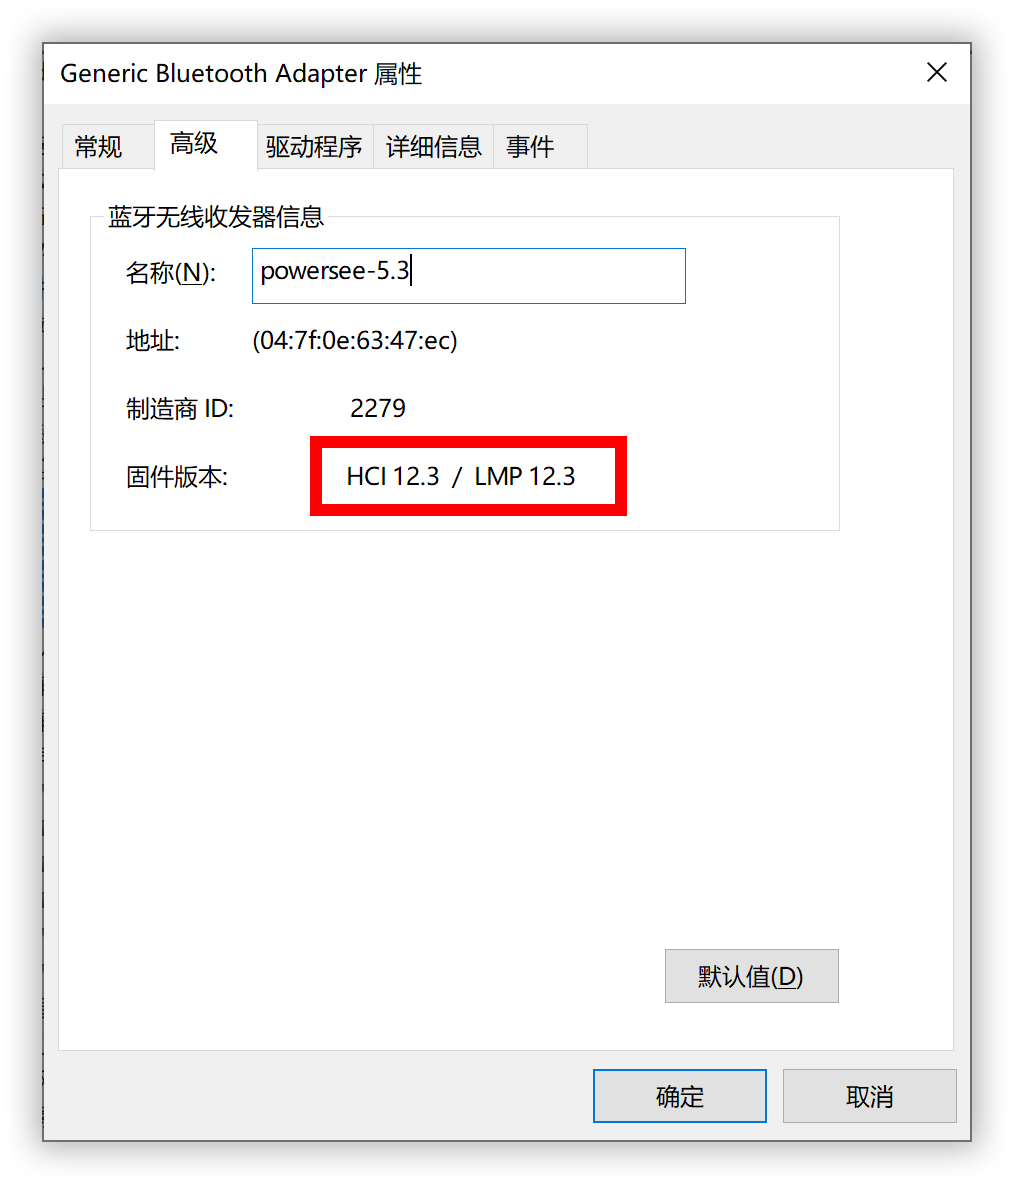 Generic Bluetooth Adapter 属性
常规 高级 驱动程序 详细信息 事件
蓝牙无线收发器信息
名称(N): powersee-5.3
地址: (04:7f:0e:63:47:ec)
制造商 ID: 2279
固件版本: HCI 12.3 / LMP 12.3
默认值(D)
确定 取消